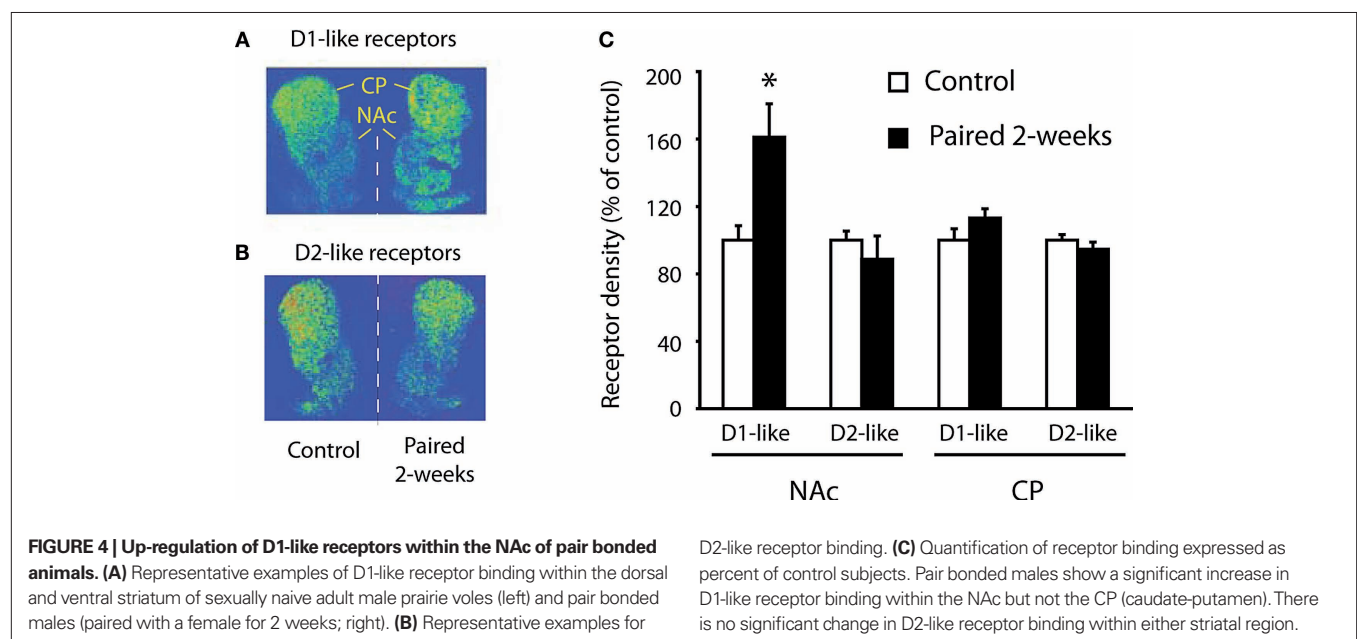 A D1-like receptors
CP
NAc
B D2-like receptors
Control Paired 2-weeks
C
Receptor density (% of control)
200
160
120
80
40
0
*
Control
Paired 2-weeks
D1-like D2-like D1-like D2-like
NAc CP
FIGURE 4 | Up-regulation of D1-like receptors within the NAc of pair bonded
animals. (A) Representative examples of D1-like receptor binding within the dorsal
and ventral striatum of sexually naive adult male prairie voles (left) and pair bonded
males (paired with a female for 2 weeks; right). (B) Representative examples for
D2-like receptor binding. (C) Quantification of receptor binding expressed as
percent of control subjects. Pair bonded males show a significant increase in
D1-like receptor binding within the NAc but not the CP (caudate-putamen). There
is no significant change in D2-like receptor binding within either striatal region.